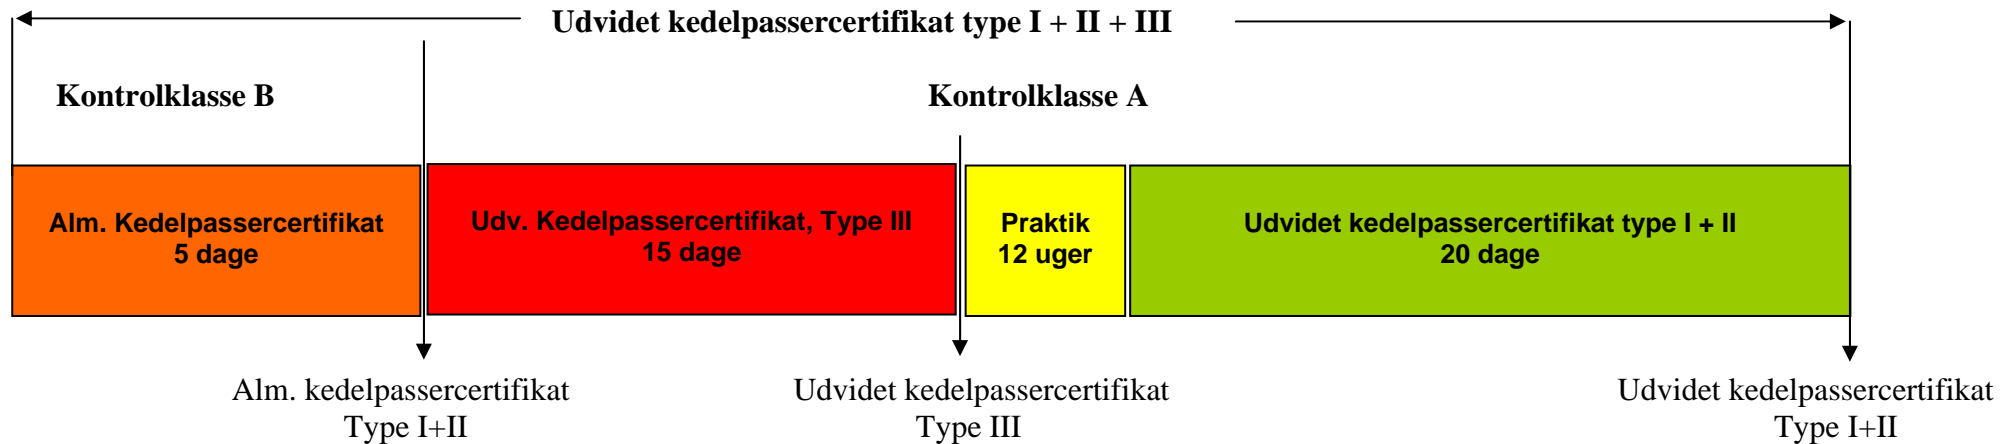 Udvidet kedelpassercertifikat type I + II + III
Kontrolklasse B
Kontrolklasse A
Alm. Kedelpassercertifikat
5 dage
Udv. Kedelpassercertifikat, Type III
15 dage
Praktik
12 uger
Udvidet kedelpassercertifikat type I + II
20 dage
Alm. kedelpassercertifikat
Type I+II
Udvidet kedelpassercertifikat
Type III
Udvidet kedelpassercertifikat
Type I+II